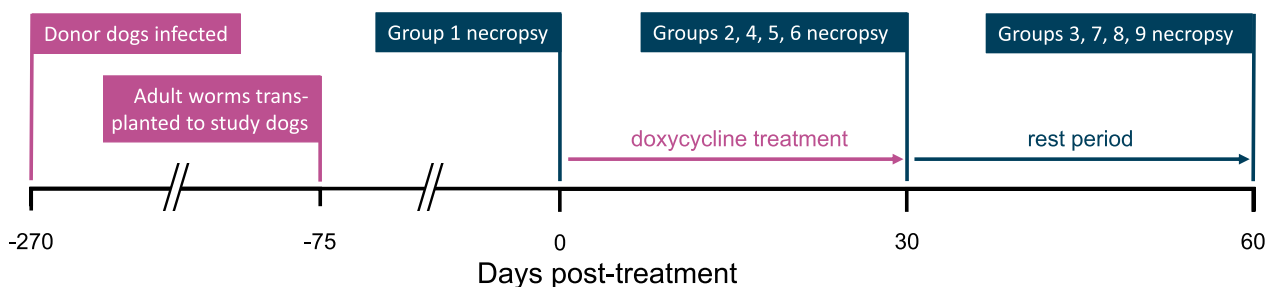 Donor dogs infected
Adult worms trans-
planted to study dogs
Group 1 necropsy
Groups 2, 4, 5, 6 necropsy
Groups 3, 7, 8, 9 necropsy
doxycycline treatment
rest period
-270
-75
0
30
60
Days post-treatment